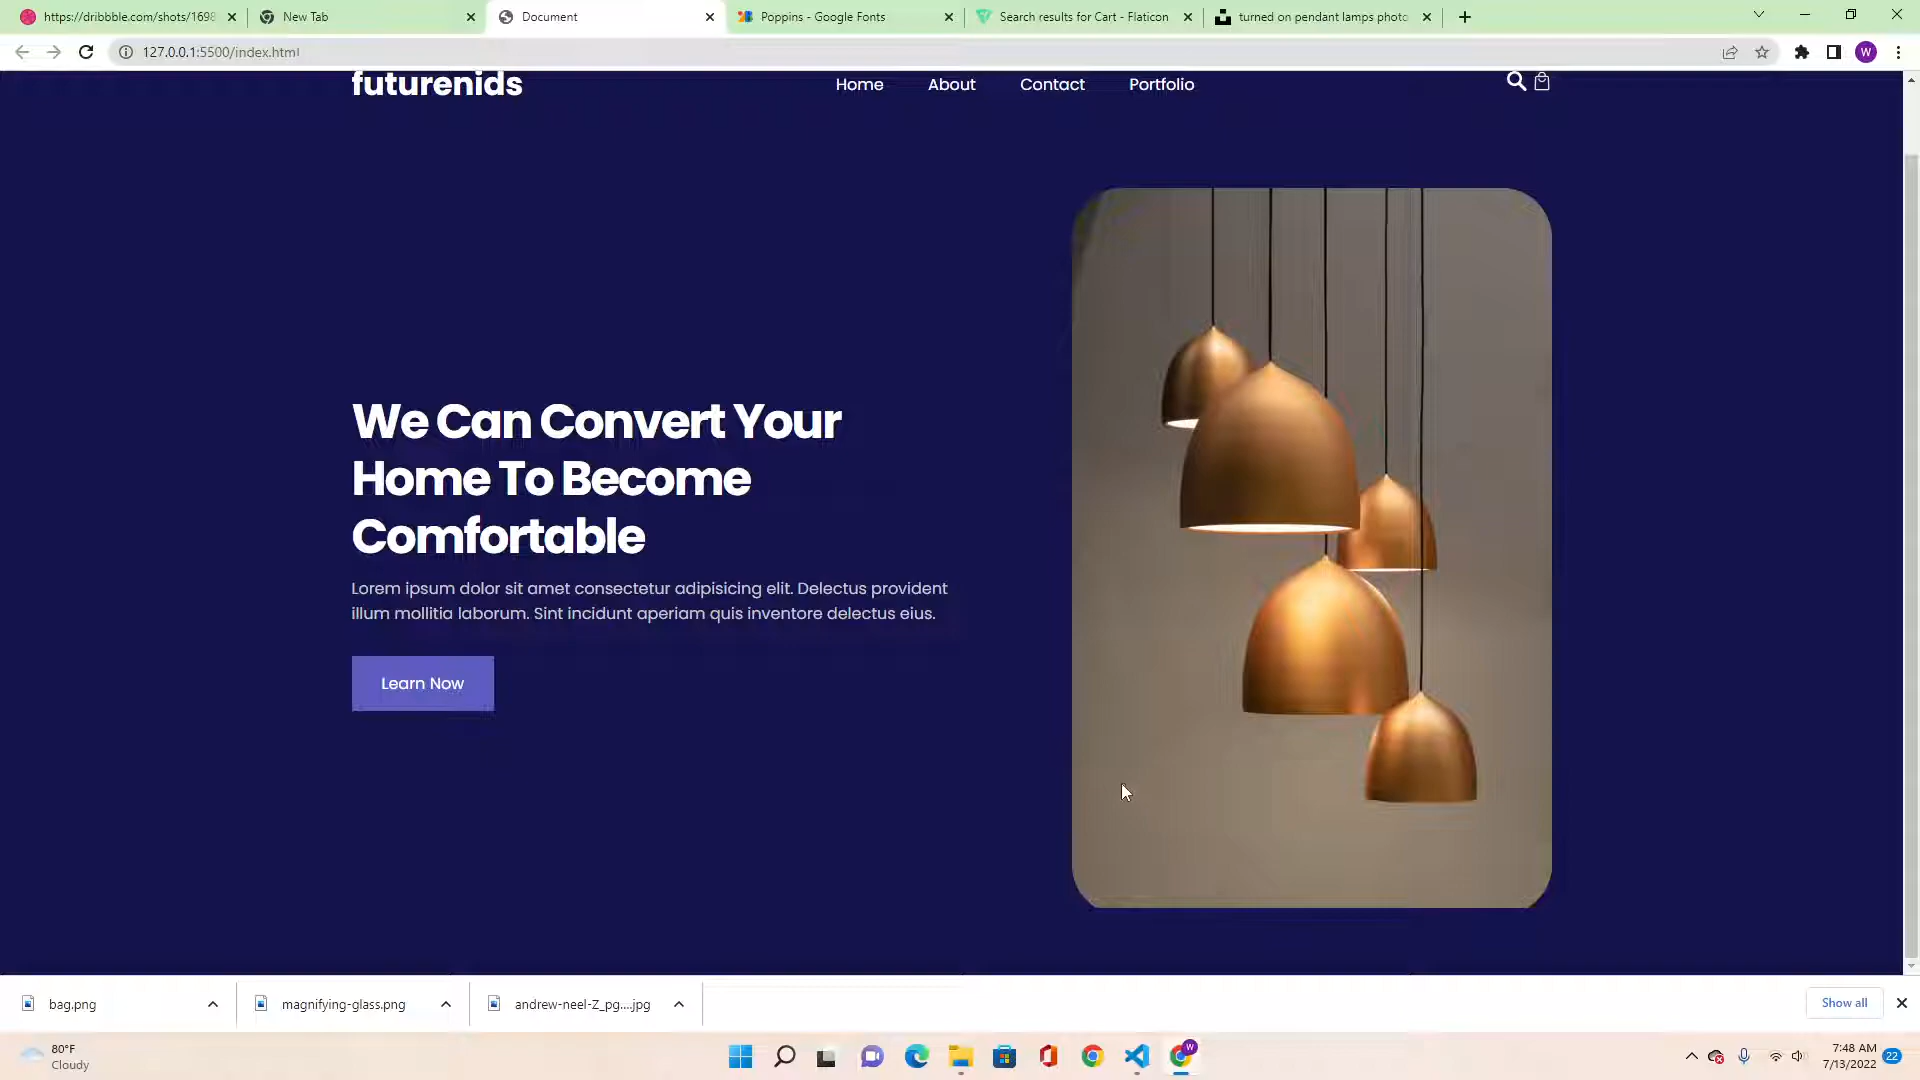 https://dribbble.com/shots/1698
New Tab
Document
Poppins - Google Fonts
Search results for Cart - Flaticon
turned on pendant lamps photo
127.0.0.1:5500/index.html
W
futurenids
Home
About
Contact
Portfolio
We Can Convert Your
Home To Become
Comfortable
Lorem ipsum dolor sit amet consectetur adipisicing elit. Delectus provident
illum mollitia laborum. Sint incidunt aperiam quis inventore delectus eius.
Learn Now
bag.png
magnifying-glass.png
andrew-neel-Z_pg....jpg
Show all
80°F
Cloudy
W
7:48 AM
7/13/2022
22